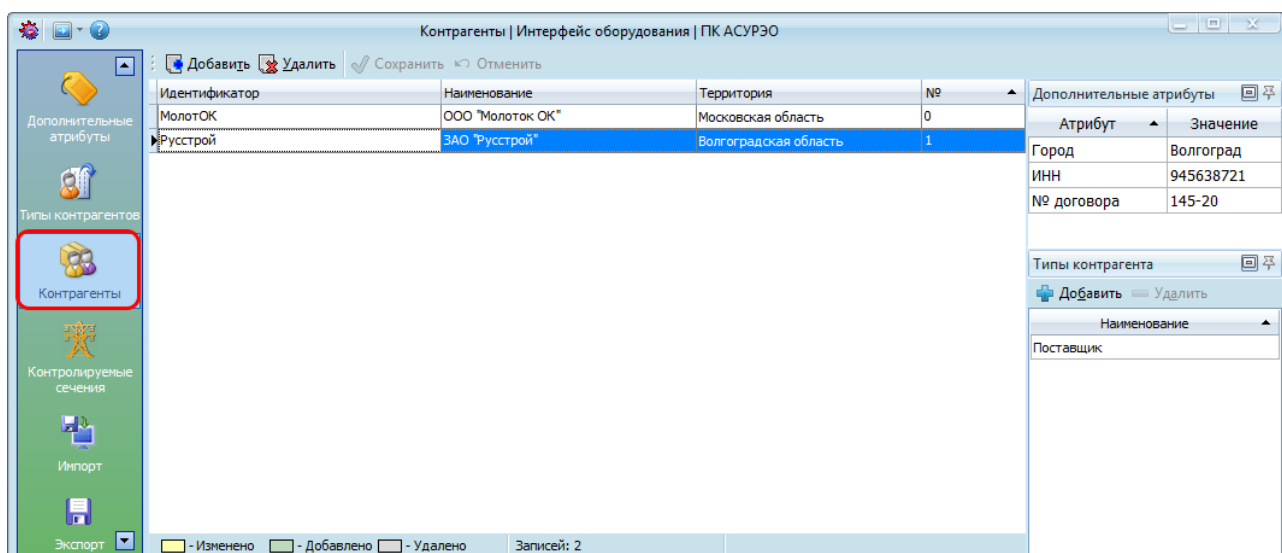 Контрагенты | Интерфейс оборудования | ПК АСУРЭО
Дополнительные
атрибуты
Типы контрагентов
Контрагенты
Контролируемые
сечения
Импорт
Экспорт
Добавить Удалить Сохранить Отменить
Идентификатор Наименование Территория №
МолотОК ООО "Молоток ОК" Московская область 0
Русстрой ЗАО "Русстрой" Волгоградская область 1
- Изменено - Добавлено - Удалено Записей: 2
Дополнительные атрибуты
Атрибут Значение
Город Волгоград
ИНН 945638721
№ договора 145-20
Типы контрагента
Добавить Удалить
Наименование
Поставщик